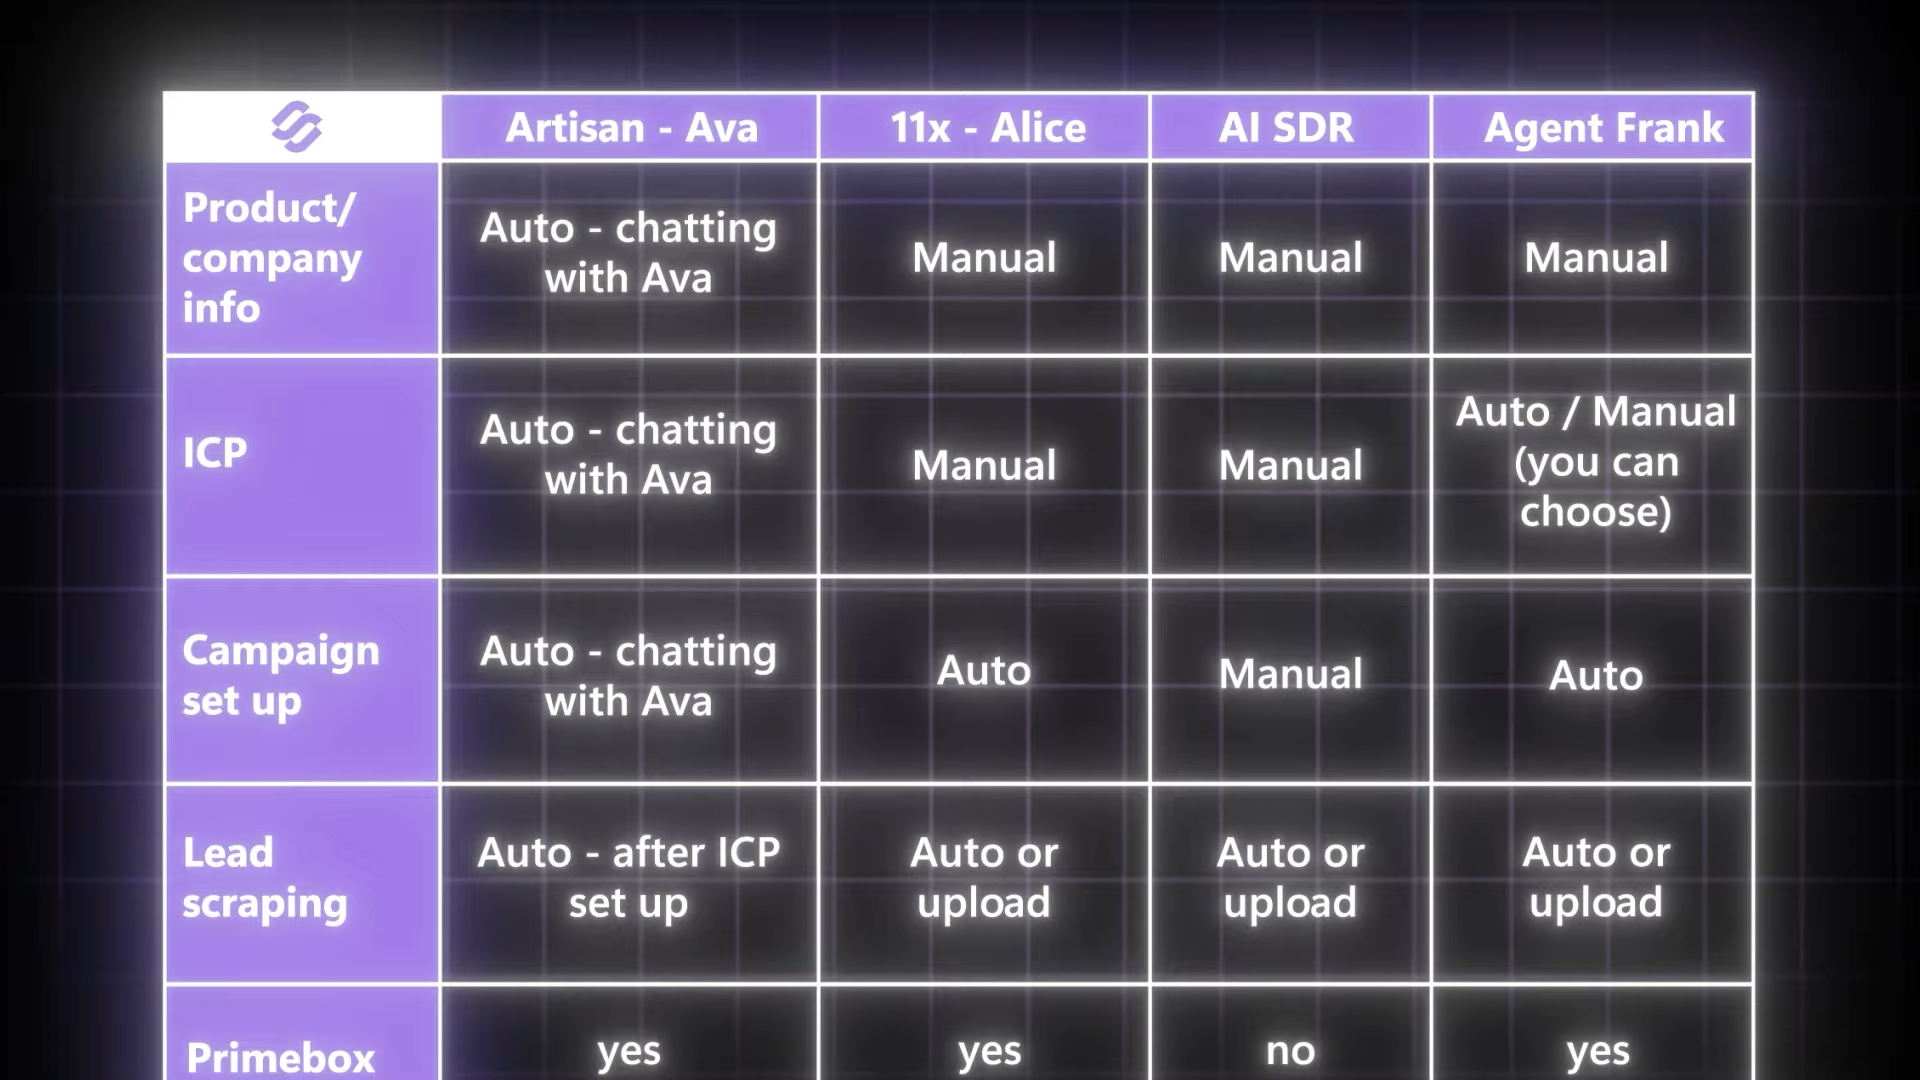 Artisan - Ava
11x - Alice
AI SDR
Agent Frank
Product/
company
info
Auto - chatting
with Ava
Manual
Manual
Manual
ICP
Auto - chatting
with Ava
Manual
Manual
Auto / Manual
(you can
choose)
Campaign
set up
Auto - chatting
with Ava
Auto
Manual
Auto
Lead
scraping
Auto - after ICP
set up
Auto or
upload
Auto or
upload
Auto or
upload
Primebox
yes
yes
no
yes